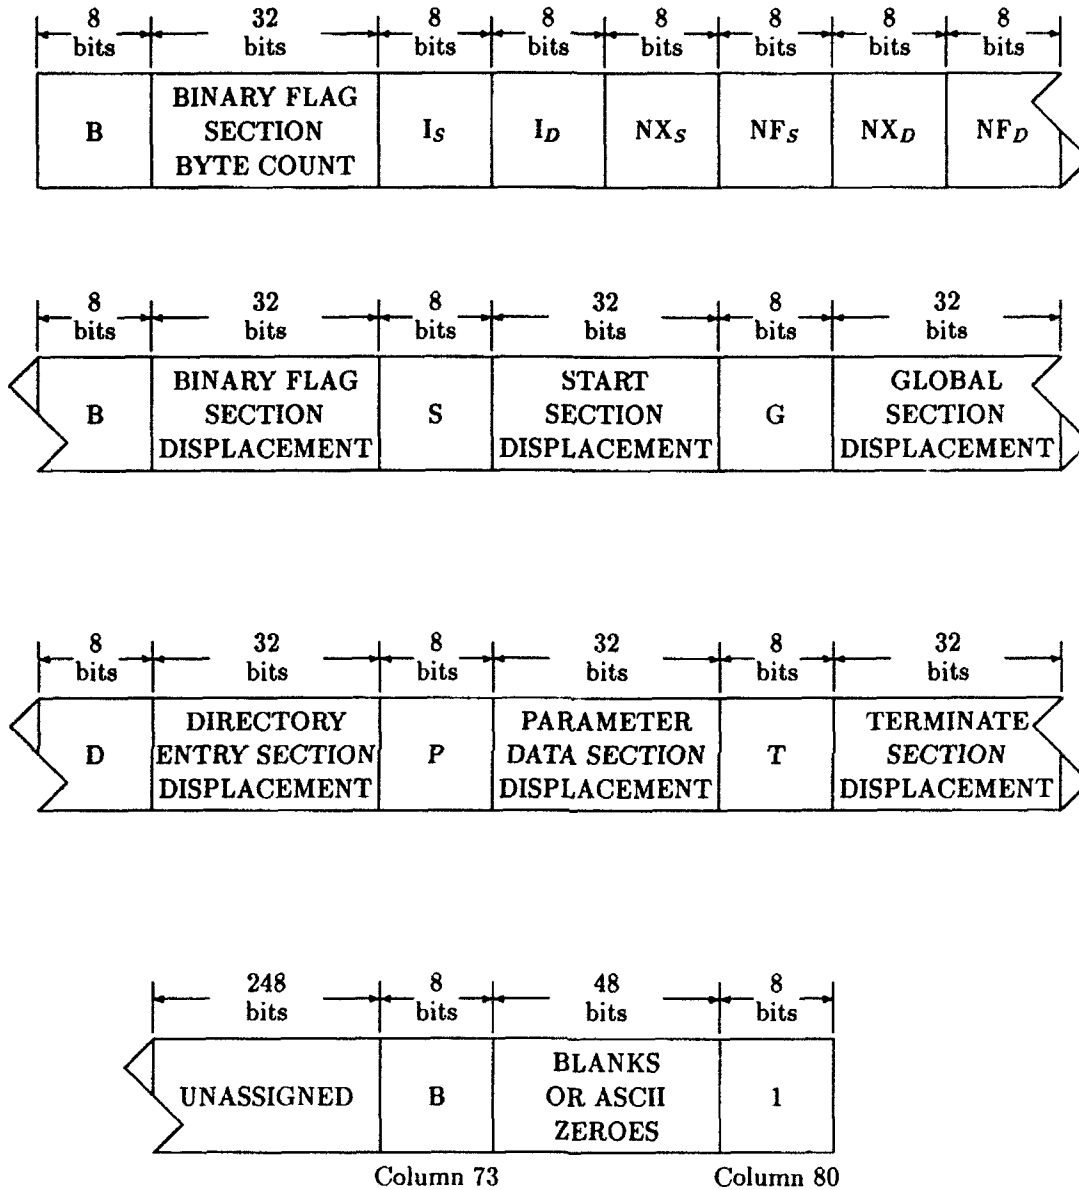 8 32 8 8 8 8 8 8
bits bits bits bits bits bits bits bits
B
BINARY FLAG
SECTION
BYTE COUNT
I_S
I_D
NX_S
NF_S
NX_D
NF_D
8 32 8 32 8 32
bits bits bits bits bits bits
B
BINARY FLAG
SECTION
DISPLACEMENT
S
START
SECTION
DISPLACEMENT
G
GLOBAL
SECTION
DISPLACEMENT
8 32 8 32 8 32
bits bits bits bits bits bits
D
DIRECTORY
ENTRY SECTION
DISPLACEMENT
P
PARAMETER
DATA SECTION
DISPLACEMENT
T
TERMINATE
SECTION
DISPLACEMENT
248 8 48 8
bits bits bits bits
UNASSIGNED
B
BLANKS
OR ASCII
ZEROES
1
Column 73 Column 80